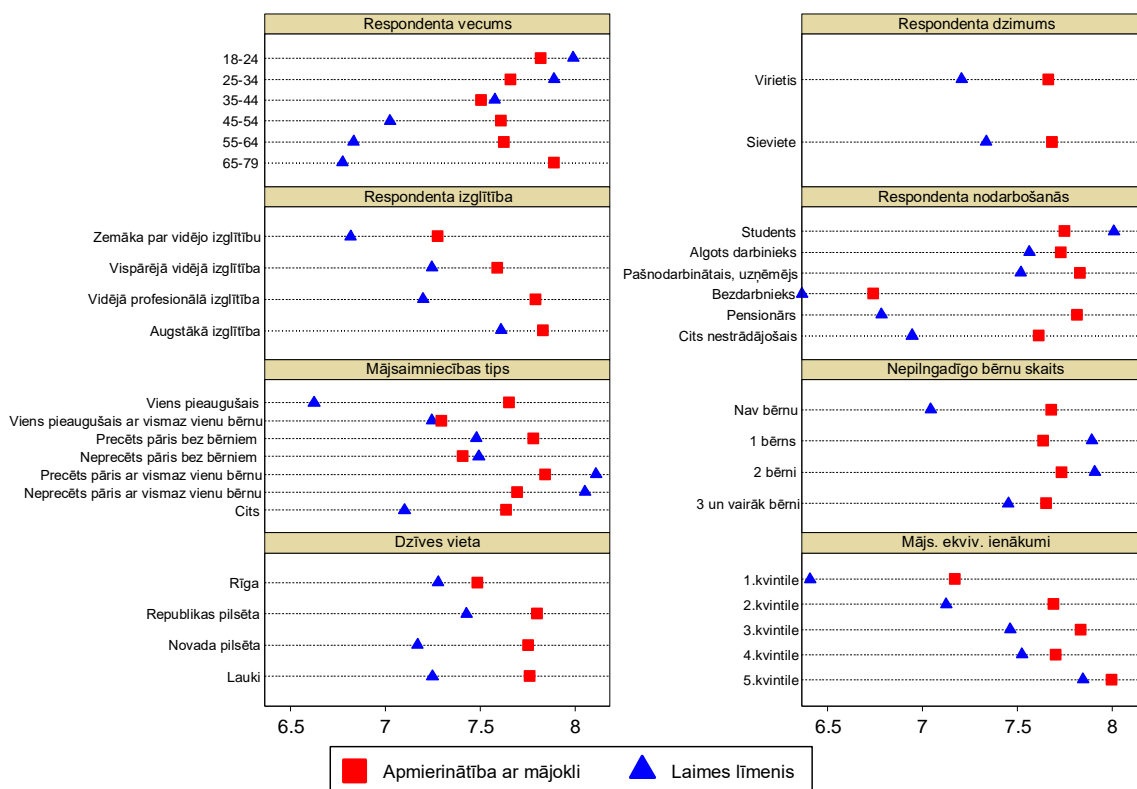 Respondenta vecums
18-24
25-34
35-44
45-54
55-64
65-79
Respondenta izglītība
Zemāka par vidējo izglītību
Vispārējā vidējā izglītība
Vidējā profesionālā izglītība
Augstākā izglītība
Mājsaimniecības tips
Viens pieaugušais
Viens pieaugušais ar vismaz vienu bērnu
Precēts pāris bez bērniem
Neprecēts pāris bez bērniem
Precēts pāris ar vismaz vienu bērnu
Neprecēts pāris ar vismaz vienu bērnu
Cits
Dzīves vieta
Rīga
Republikas pilsēta
Novada pilsēta
Lauki
6.5 7 7.5 8
Respondenta dzimums
Virietis
Sieviete
Respondenta nodarbošanās
Students
Algots darbinieks
Pašnodarbinātais, uzņēmējs
Bezdarbnieks
Pensionārs
Cits nestrādājošais
Nepilngadīgo bērnu skaits
Nav bērnu
1 bērns
2 bērni
3 un vairāk bērni
Mājs. ekviv. ienākumi
1.kvintile
2.kvintile
3.kvintile
4.kvintile
5.kvintile
6.5 7 7.5 8
Apmierinātība ar mājokli Laimes līmenis